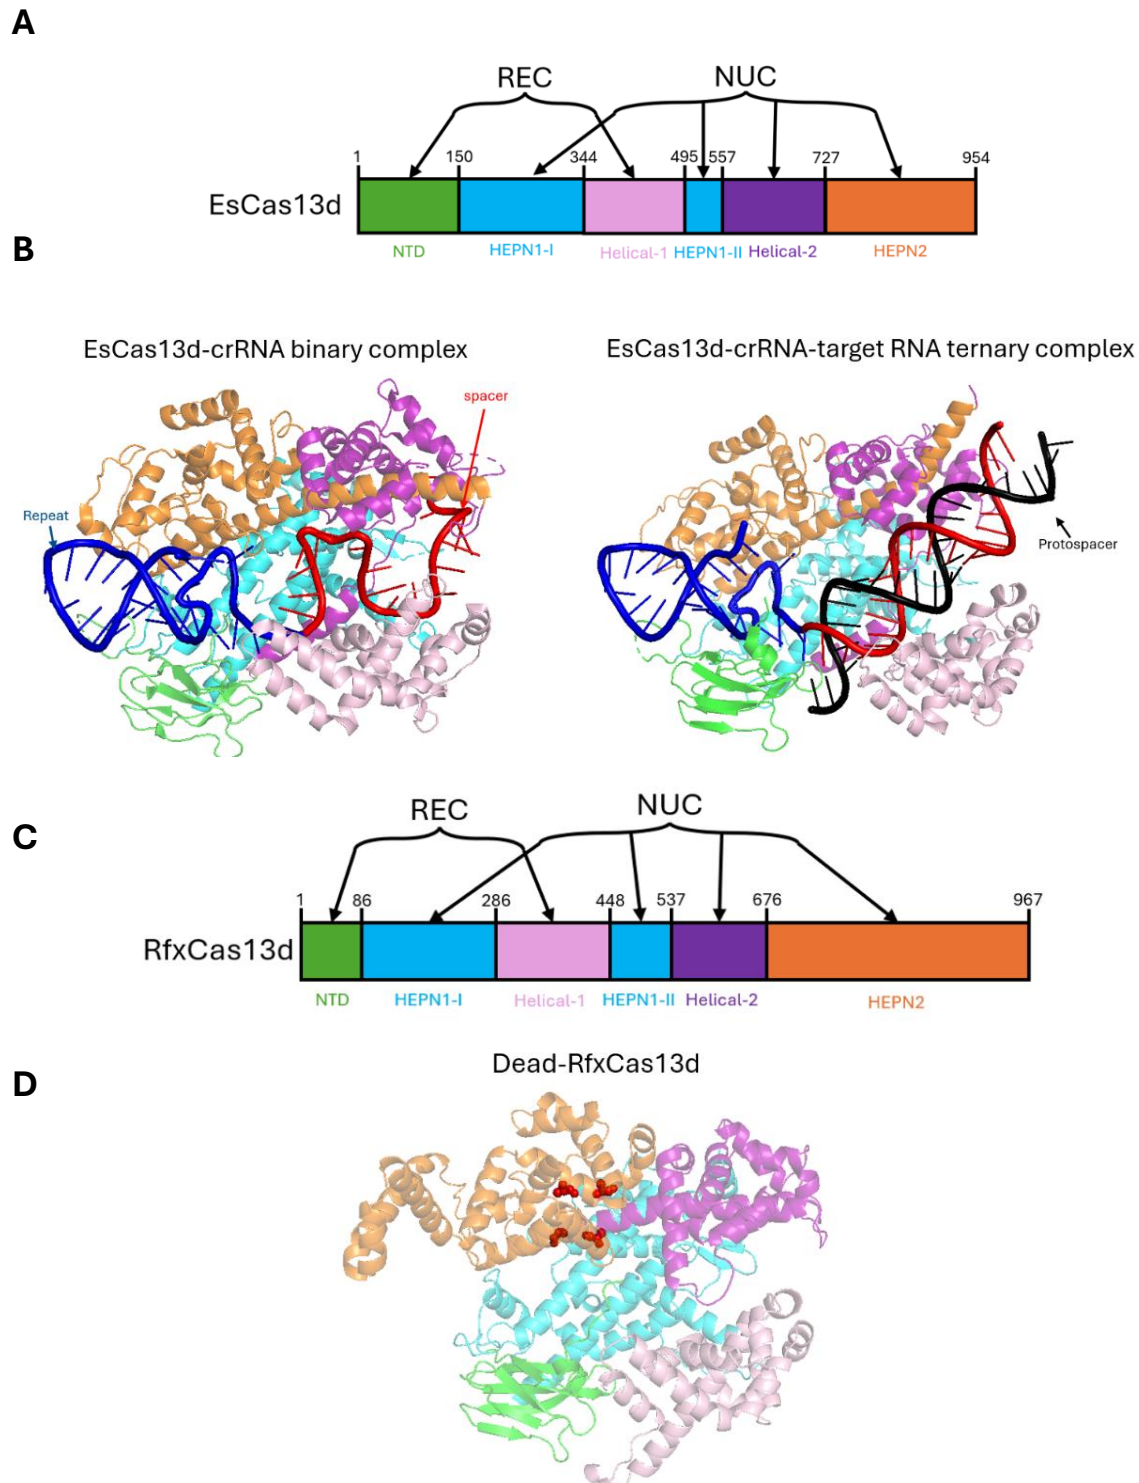 A
REC NUC
1 150 344 495 557 727 954
EsCas13d
NTD HEPN1-I Helical-1 HEPN1-II Helical-2 HEPN2
B
EsCas13d-crRNA binary complex
EsCas13d-crRNA-target RNA ternary complex
spacer
Repeat
Protospacer
C
REC NUC
1 86 286 448 537 676 967
RfxCas13d
NTD HEPN1-I Helical-1 HEPN1-II Helical-2 HEPN2
D
Dead-RfxCas13d